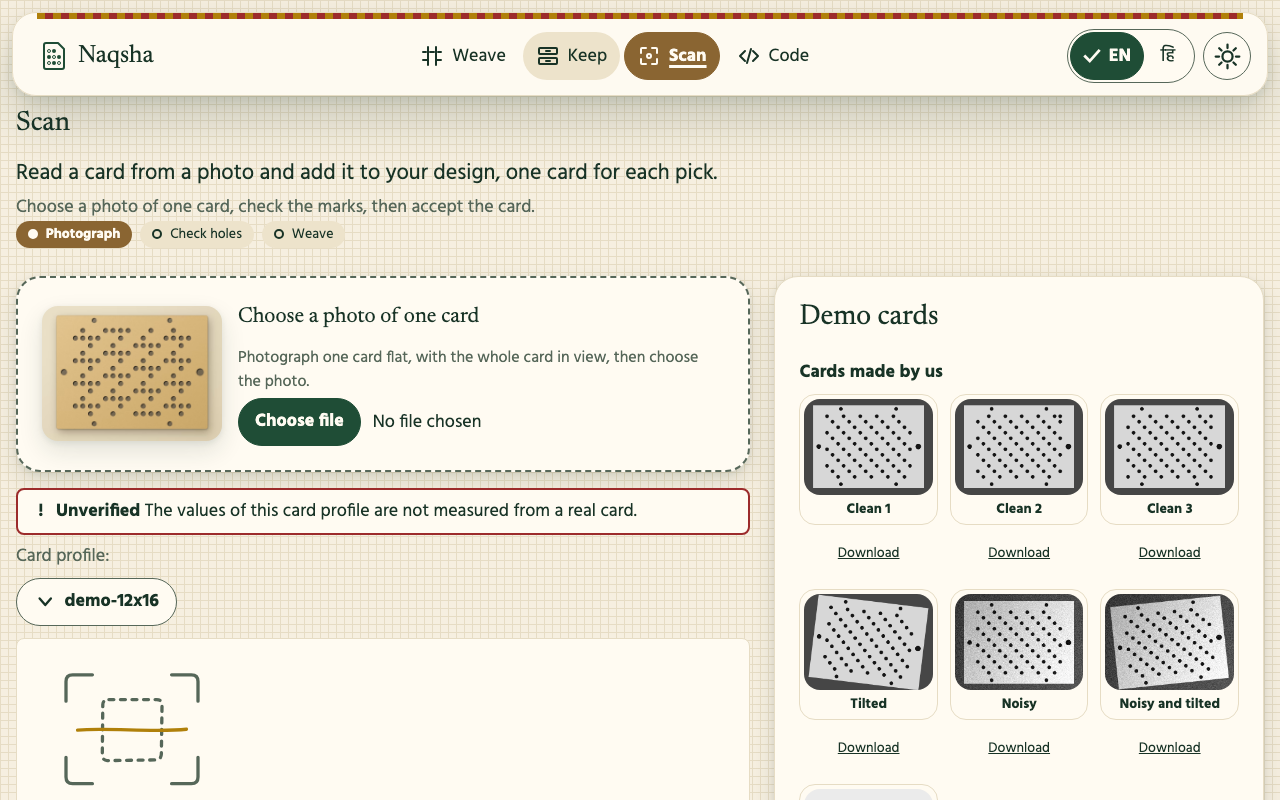 Naqsha
Weave
Keep
Scan
Code
EN
हि
Scan
Read a card from a photo and add it to your design, one card for each pick.
Choose a photo of one card, check the marks, then accept the card.
Photograph
Check holes
Weave
Choose a photo of one card
Photograph one card flat, with the whole card in view, then choose
the photo.
Choose file
No file chosen
! Unverified The values of this card profile are not measured from a real card.
Card profile:
demo-12x16
Demo cards
Cards made by us
Clean 1
Clean 2
Clean 3
Download
Download
Download
Tilted
Noisy
Noisy and tilted
Download
Download
Download